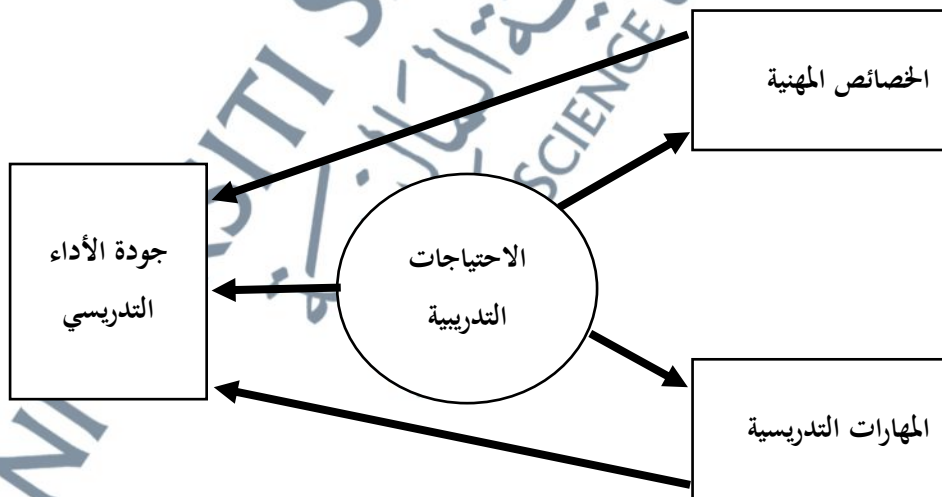 الخصائص المهنية
الاحتياجات
التدريبية
جودة الأداء
التدريسي
المهارات التدريسية
SCIENCE